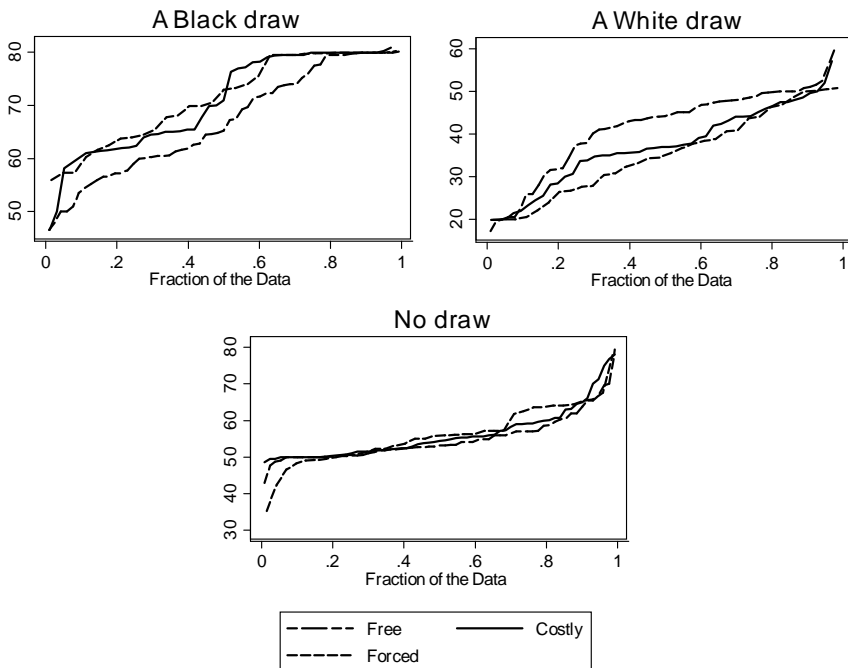 A Black draw
80
70
60
50
0 .2 .4 .6 .8 1
Fraction of the Data
A White draw
60
50
40
30
20
0 .2 .4 .6 .8 1
Fraction of the Data
No draw
80
70
60
50
40
30
0 .2 .4 .6 .8 1
Fraction of the Data
Free Costly
Forced